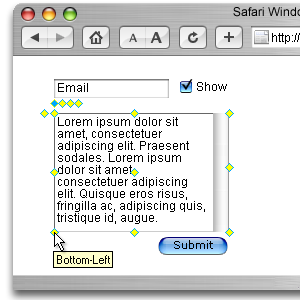 Safari Windo
A A
http://
Email
Show
Lorem ipsum dolor sit
amet, consectetuer
adipiscing elit. Praesent
sodales. Lorem ipsum
dolor sit amet
consectetuer adipiscing
elit. Quisque eros risus,
fringilla ac, adipiscing quis,
tristique id, augue.
Submit
Bottom-Left